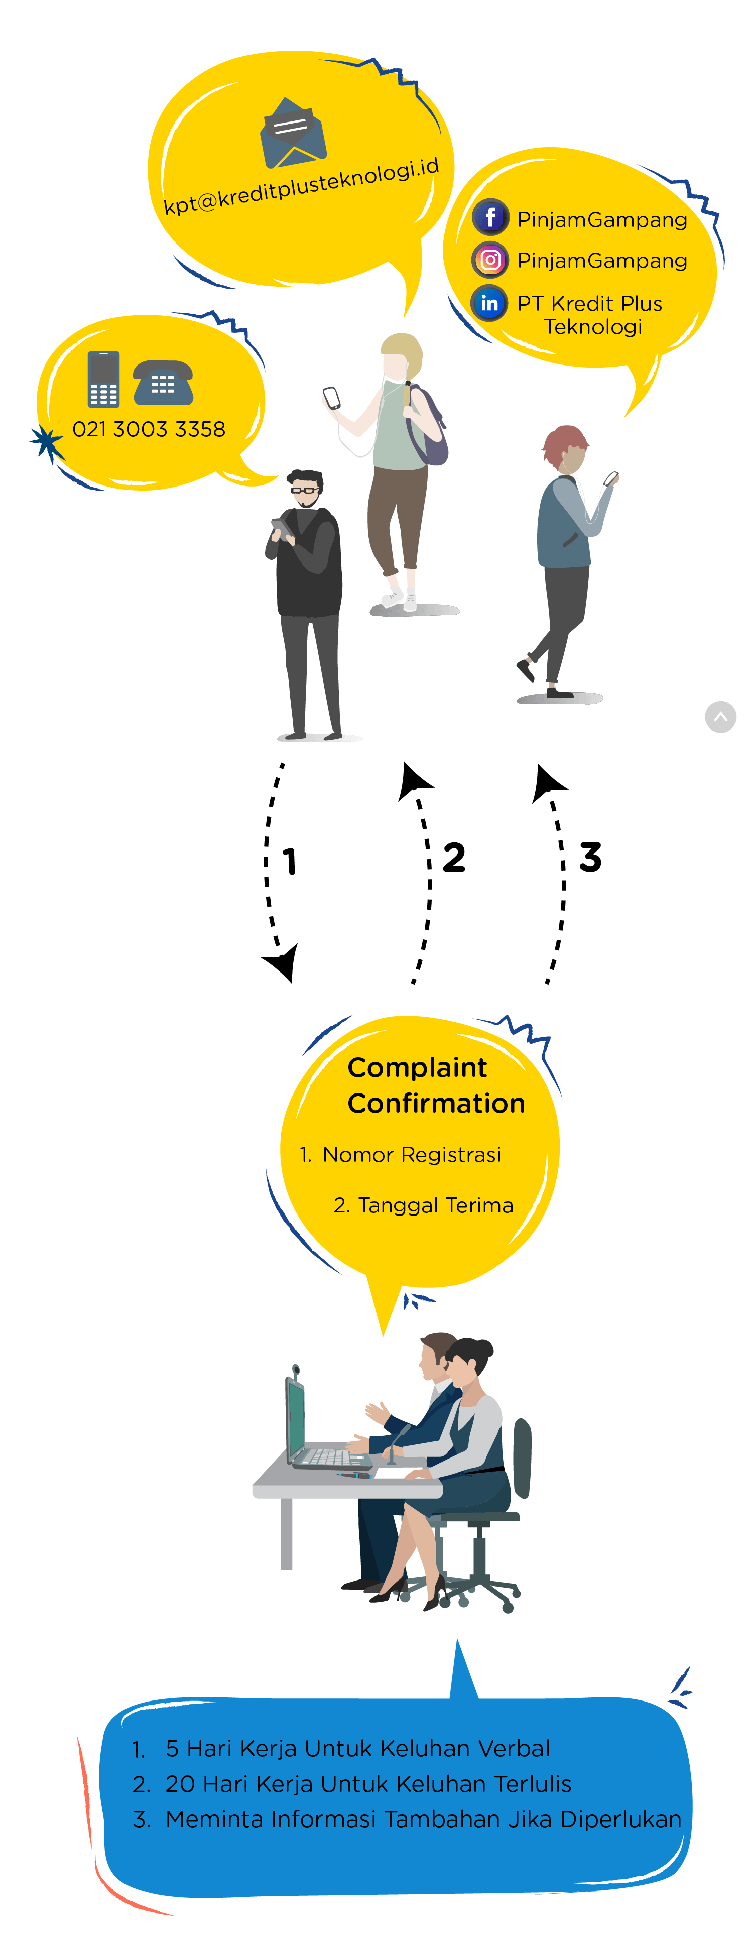 kpt@kreditplusteknologi.id
PinjamGampang
PinjamGampang
PT Kredit Plus
Teknologi
021 3003 3358
1
2
3
Complaint
Confirmation
1. Nomor Registrasi
2. Tanggal Terima
1. 5 Hari Kerja Untuk Keluhan Verbal
2. 20 Hari Kerja Untuk Keluhan Terlulis
3. Meminta Informasi Tambahan Jika Diperlukan